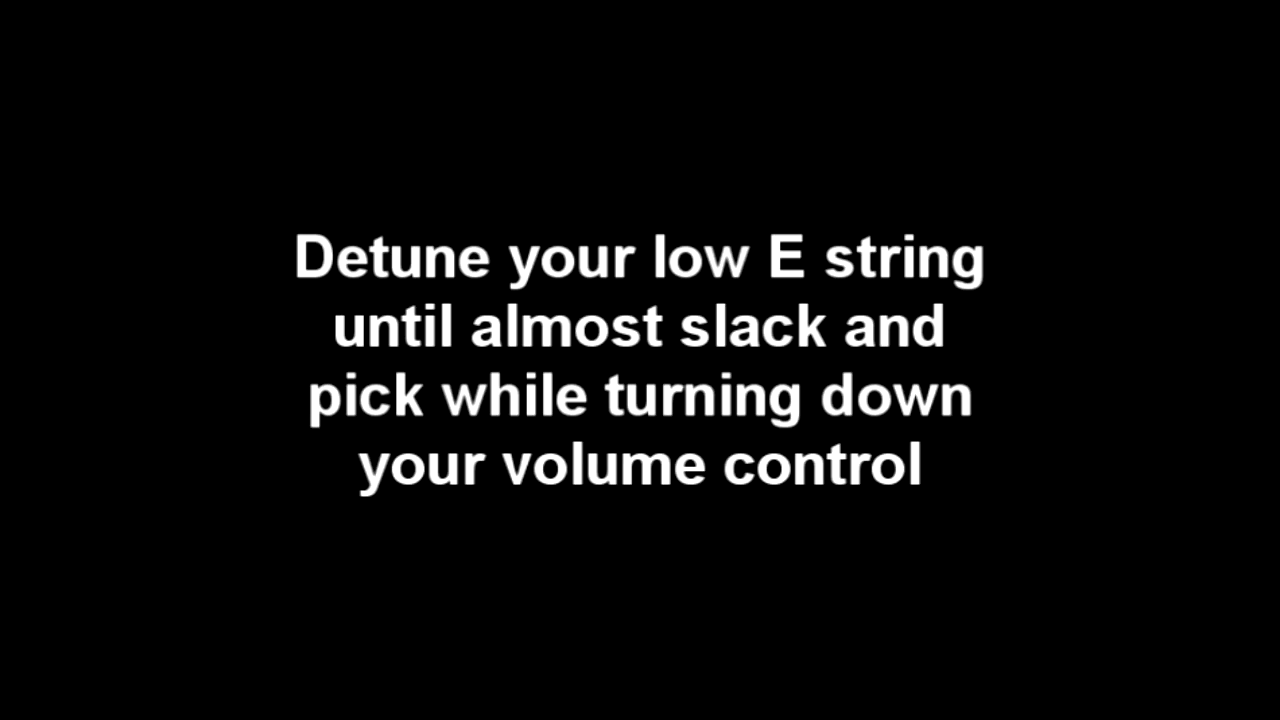 Detune your low E string
until almost slack and
pick while turning down
your volume control